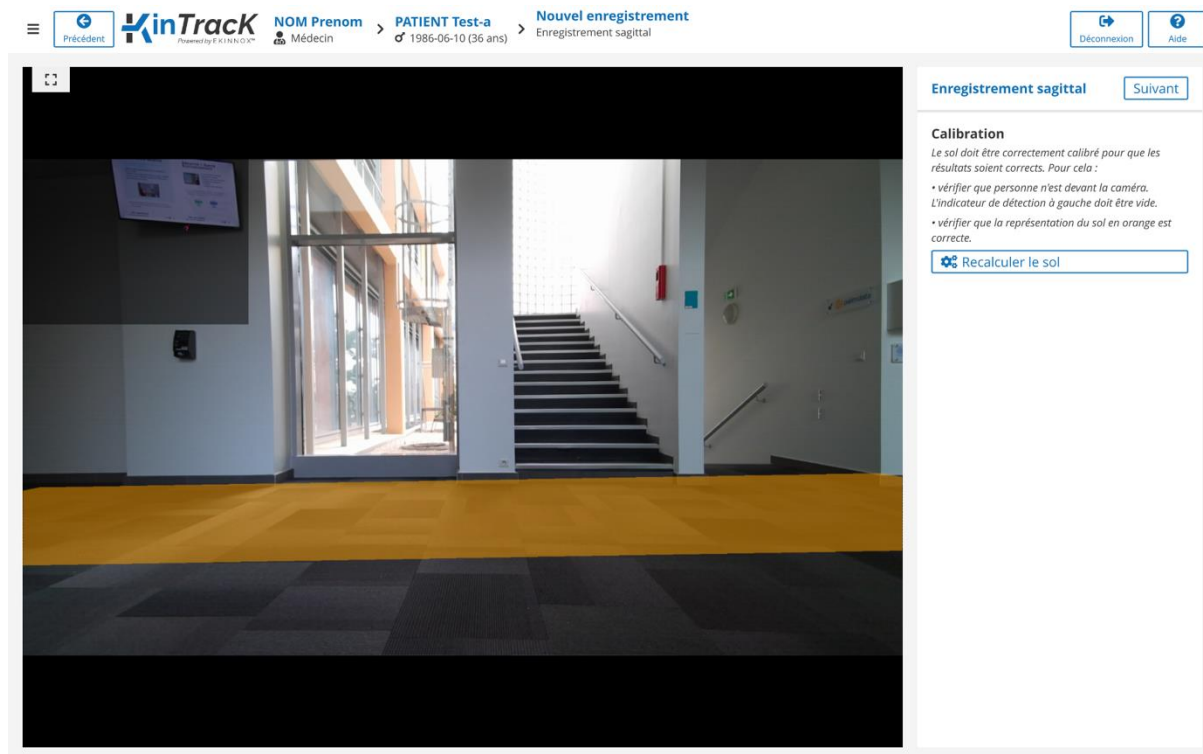 Précédent
KinTrack
Powered by EKINNOX™
NOM Prenom
Médecin
PATIENT Test-a
1986-06-10 (36 ans)
Nouvel enregistrement
Enregistrement sagittal
Déconnexion
Aide
Enregistrement sagittal
Suivant
Calibration
Le sol doit être correctement calibré pour que les
résultats soient corrects. Pour cela :
• vérifier que personne n'est devant la caméra.
L'indicateur de détection à gauche doit être vide.
• vérifier que la représentation du sol en orange est
correcte.
Recalculer le sol